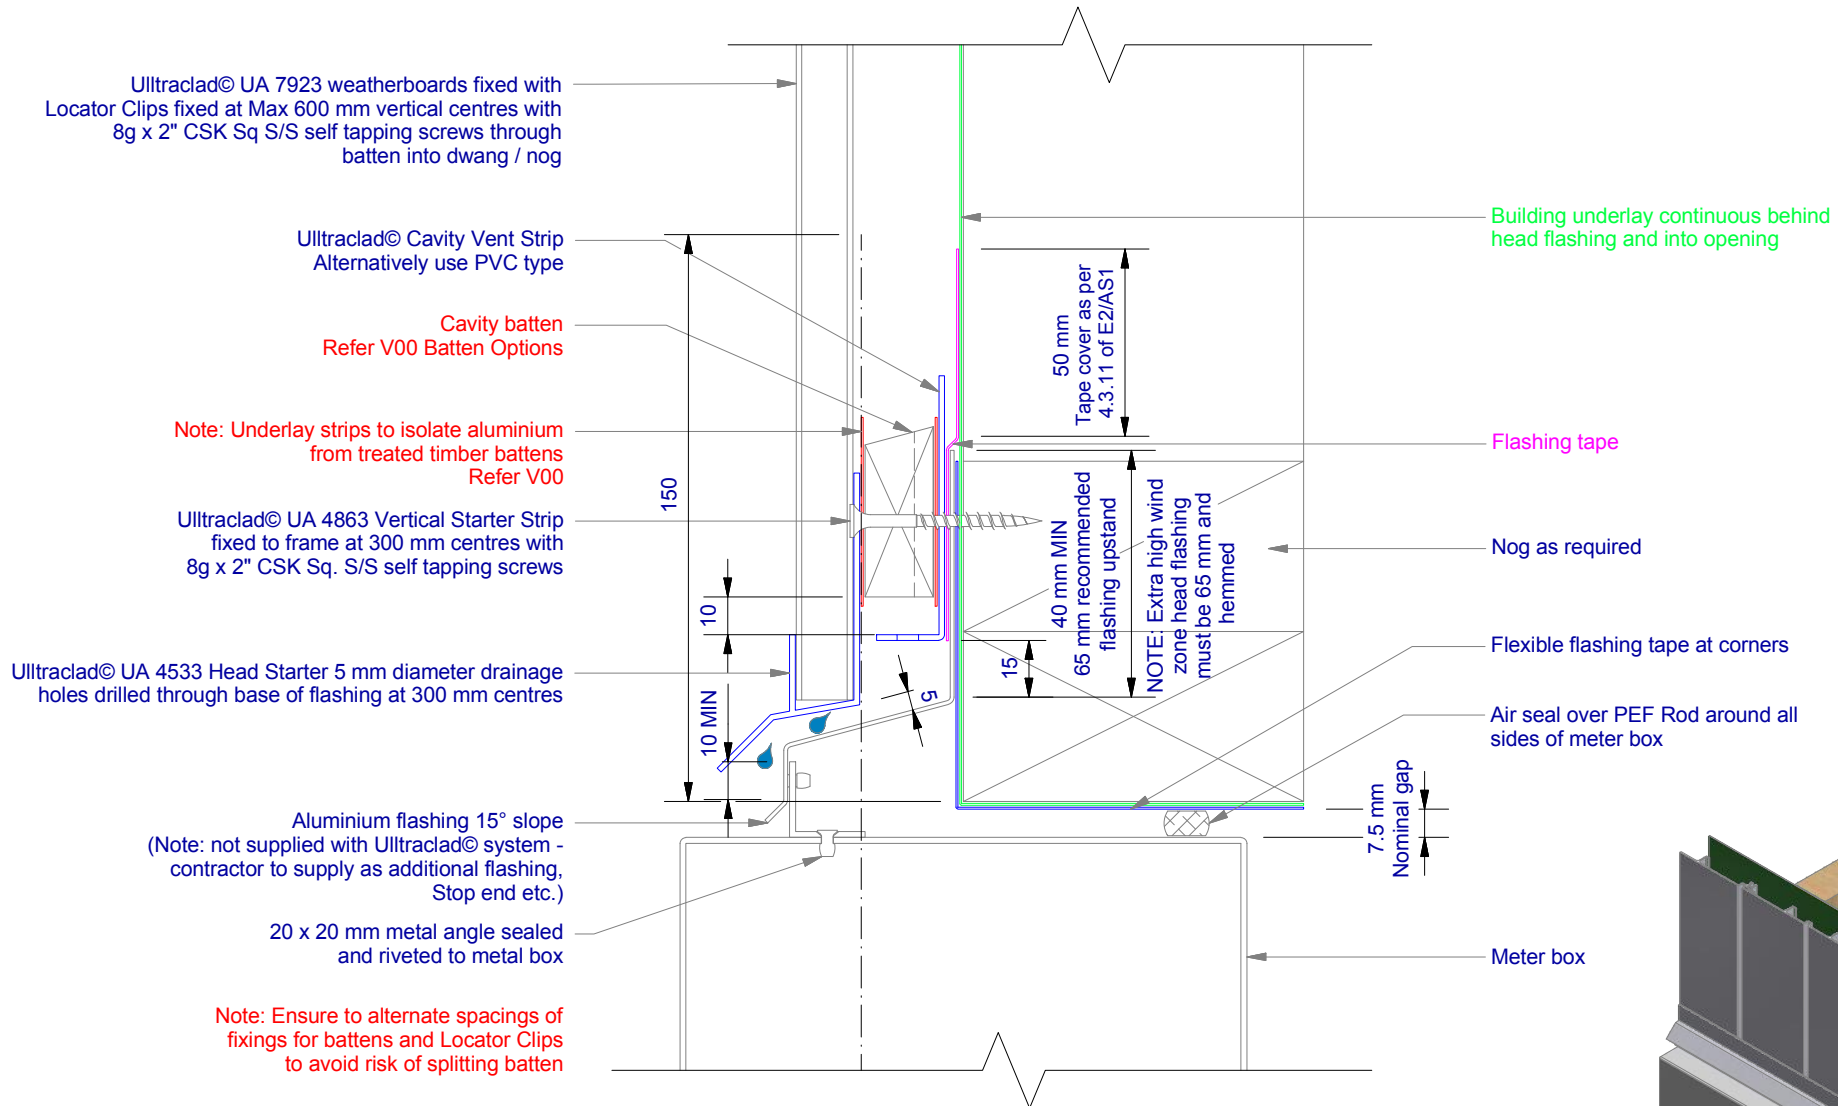 Ulltraclad© UA 7923 weatherboards fixed with
Locator Clips fixed at Max 600 mm vertical centres with
8g x 2" CSK Sq S/S self tapping screws through
batten into dwang / nog
Ulltraclad© Cavity Vent Strip
Alternatively use PVC type
Cavity batten
Refer V00 Batten Options
Note: Underlay strips to isolate aluminium
from treated timber battens
Refer V00
Ulltraclad© UA 4863 Vertical Starter Strip
fixed to frame at 300 mm centres with
8g x 2" CSK Sq. S/S self tapping screws
Ulltraclad© UA 4533 Head Starter 5 mm diameter drainage
holes drilled through base of flashing at 300 mm centres
Aluminium flashing 15° slope
(Note: not supplied with Ulltraclad© system -
contractor to supply as additional flashing,
Stop end etc.)
20 x 20 mm metal angle sealed
and riveted to metal box
Note: Ensure to alternate spacings of
fixings for battens and Locator Clips
to avoid risk of splitting batten
150
10
10 MIN
5
15
50 mm
Tape cover as per
4.3.11 of E2/AS1
40 mm MIN
65 mm recommended
flashing upstand
NOTE: Extra high wind
zone head flashing
must be 65 mm and
hemmed
7.5 mm
Nominal gap
Building underlay continuous behind
head flashing and into opening
Flashing tape
Nog as required
Flexible flashing tape at corners
Air seal over PEF Rod around all
sides of meter box
Meter box